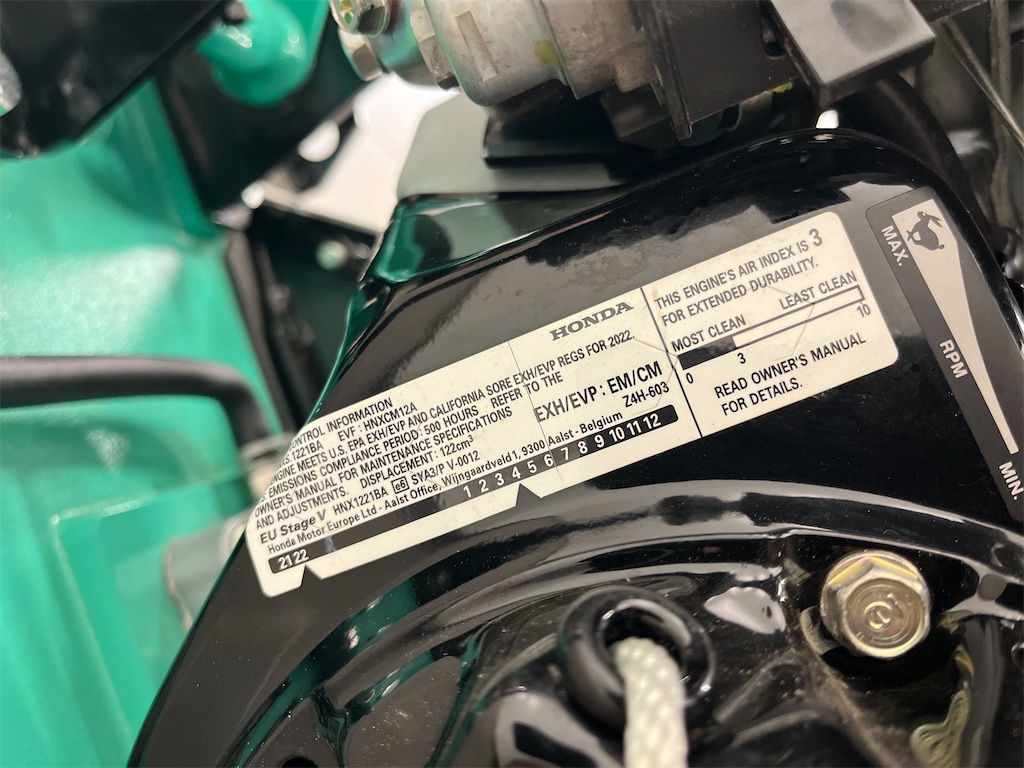 HONDA
CONTROL INFORMATION
1221BA EVF : HNXCM12A
ENGINE MEETS U.S. EPA EXH/EVP AND CALIFORNIA SORE EXH/EVP REGS FOR 2022.
EMISSIONS COMPLIANCE PERIOD: 500 HOURS - REFER TO THE
OWNER'S MANUAL FOR MAINTENANCE SPECIFICATIONS
AND ADJUSTMENTS. DISPLACEMENT : 122cm³
EXH/EVP : EM/CM
Z4H-603
EU Stage V HNX1221BA e6 SYA3/P V-0012
Honda Motor Europe Ltd - Aalst Office, Wijngaardveld 1, 9300 Aalst - Belgium
21 22 1 2 3 4 5 6 7 8 9 10 11 12
THIS ENGINE'S AIR INDEX IS 3
FOR EXTENDED DURABILITY.
MOST CLEAN LEAST CLEAN
0 3 10
READ OWNER'S MANUAL
FOR DETAILS.
MAX.
RPM
MIN.